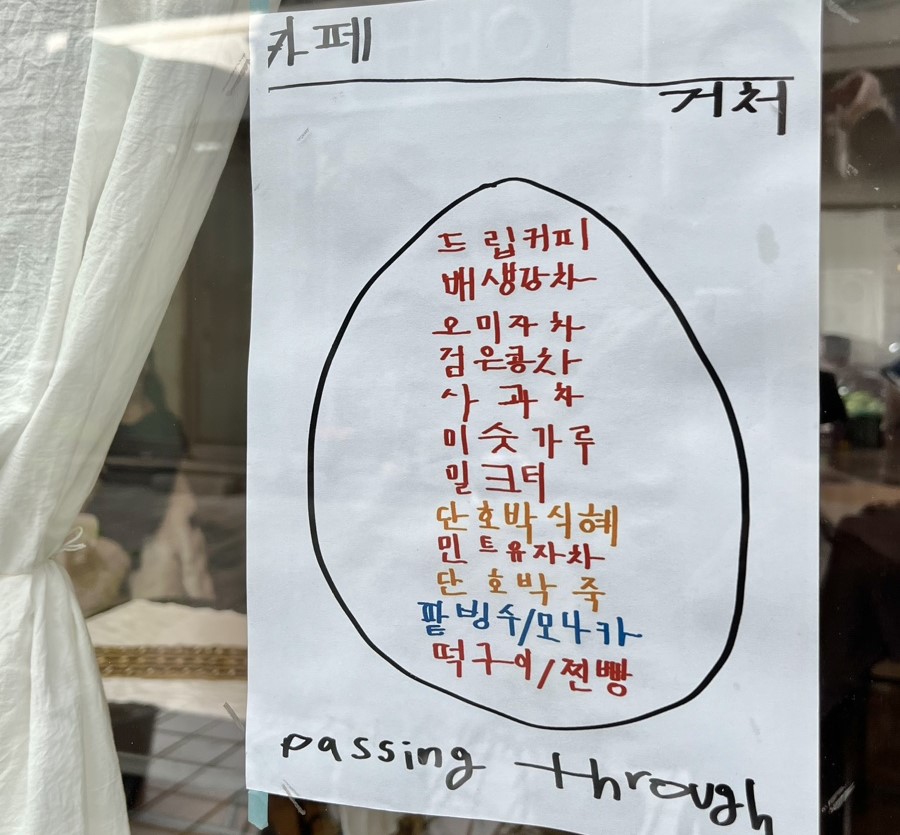 카페
거처
드립커피
배생강차
오미자차
검은콩차
사과차
미숫가루
밀크티
단호박식혜
민트유자차
단호박죽
팥빙수/모나카
떡구이/찐빵
passing through